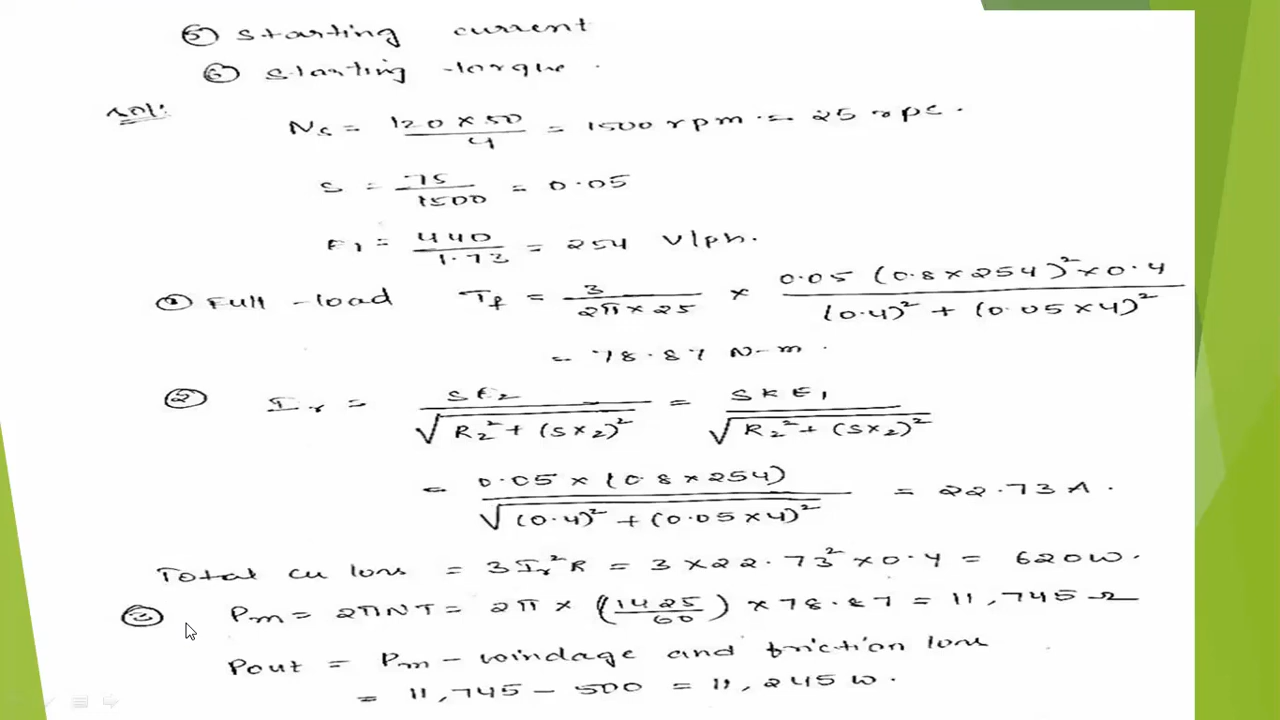 ⑤ Starting current
⑥ Starting torque.
Sol:
Ns = 120 × 50 / 4 = 1500 rpm = 25 rps.
S = 75 / 1500 = 0.05
E1 = 440 / 1.73 = 254 V/ph.
① Full-load Tf = 3 / 2π × 25 × 0.05 (0.8 × 254)² × 0.4 / (0.4)² + (0.05 × 4)²
= 78.87 N-m.
② Ir = SE2 / √R2² + (SX2)² = SKE1 / √R2² + (SX2)²
= 0.05 × (0.8 × 254) / √(0.4)² + (0.05 × 4)² = 22.73 A.
Total cu loss = 3Ir²R = 3 × 22.73² × 0.4 = 620 W.
③ Pm = 2πNT = 2π × (1425 / 60) × 78.87 = 11,745 Ω
Pout = Pm - windage and friction loss
= 11,745 - 500 = 11,245 W.